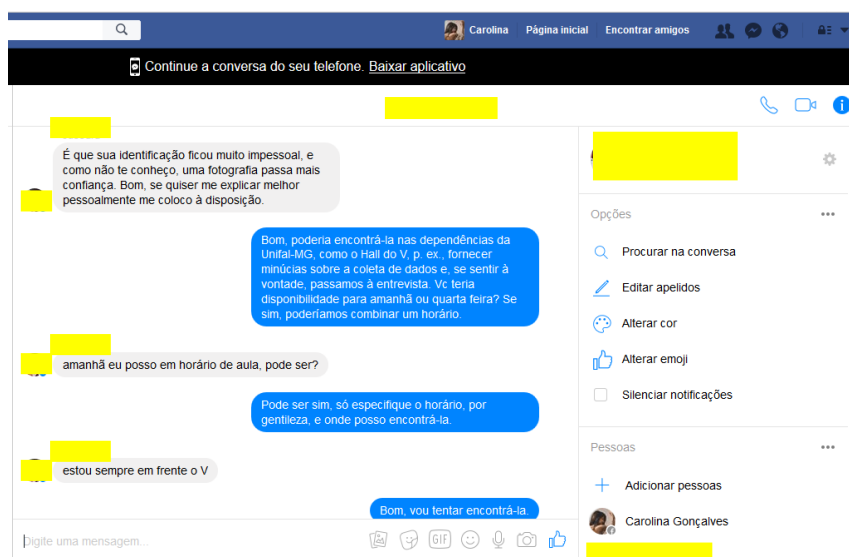 Carolina Página inicial Encontrar amigos
Continue a conversa do seu telefone. Baixar aplicativo
É que sua identificação ficou muito impessoal, e
como não te conheço, uma fotografia passa mais
confiança. Bom, se quiser me explicar melhor
pessoalmente me coloco à disposição.
Bom, poderia encontrá-la nas dependências da
Unifal-MG, como o Hall do V, p. ex., fornecer
minúcias sobre a coleta de dados e, se sentir à
vontade, passamos à entrevista. Vc teria
disponibilidade para amanhã ou quarta feira? Se
sim, poderíamos combinar um horário.
amanhã eu posso em horário de aula, pode ser?
Pode ser sim, só especifique o horário, por
gentileza, e onde posso encontrá-la.
estou sempre em frente o V
Bom, vou tentar encontrá-la.
Digite uma mensagem...
GIF
Opções
Procurar na conversa
Editar apelidos
Alterar cor
Alterar emoji
Silenciar notificações
Pessoas
Adicionar pessoas
Carolina Gonçalves